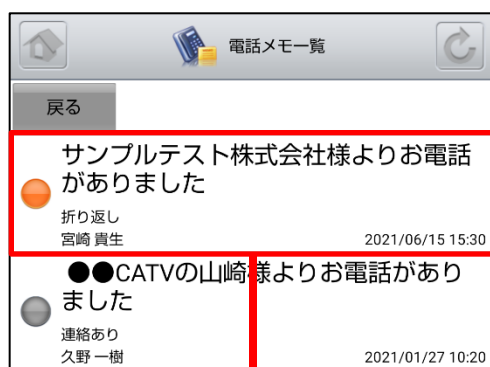 電話メモ一覧
戻る
サンプルテスト株式会社様よりお電話
がありました
折り返し
宮崎 貴生
2021/06/15 15:30
●●CATVの山崎様よりお電話があり
ました
連絡あり
久野 一樹
2021/01/27 10:20